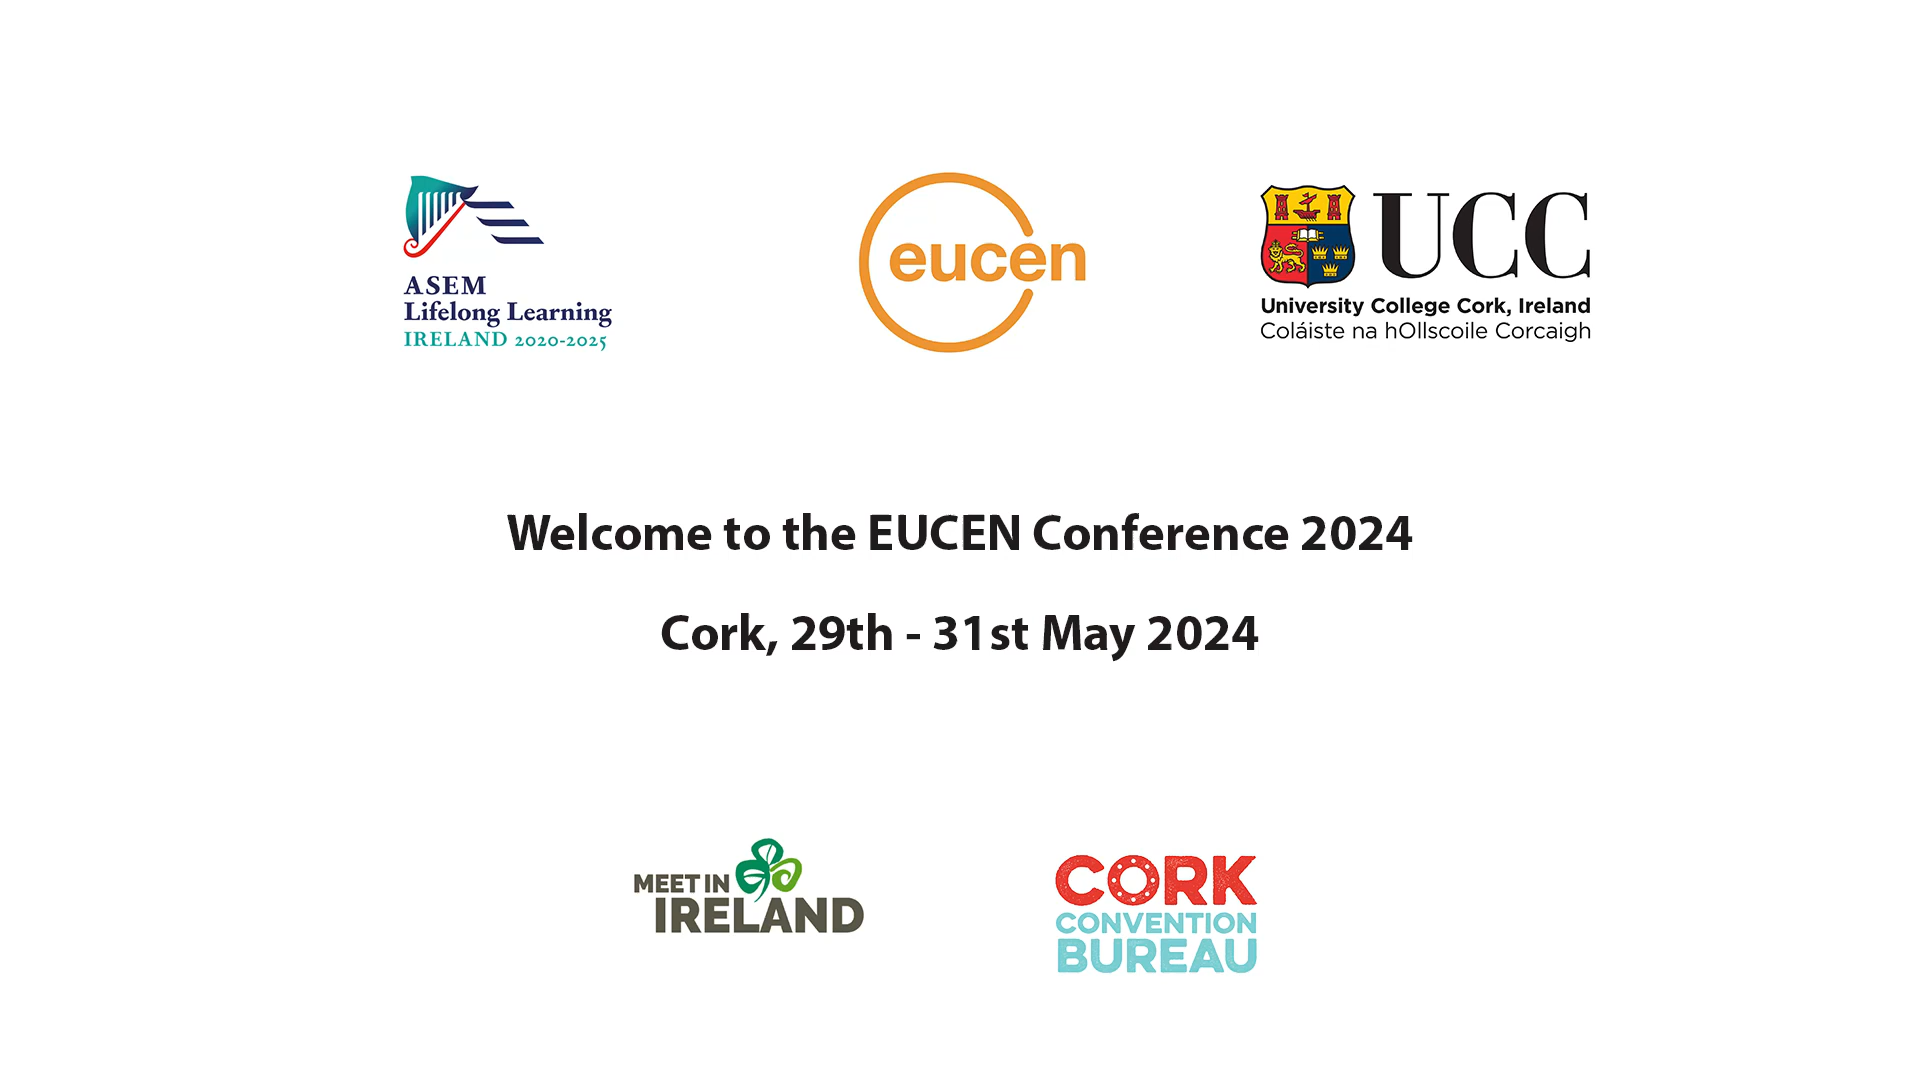 ASEM
Lifelong Learning
IRELAND 2020-2025
eucen
UCC
University College Cork, Ireland
Coláiste na hOllscoile Corcaigh
Welcome to the EUCEN Conference 2024
Cork, 29th - 31st May 2024
MEET IN
IRELAND
CORK
CONVENTION
BUREAU